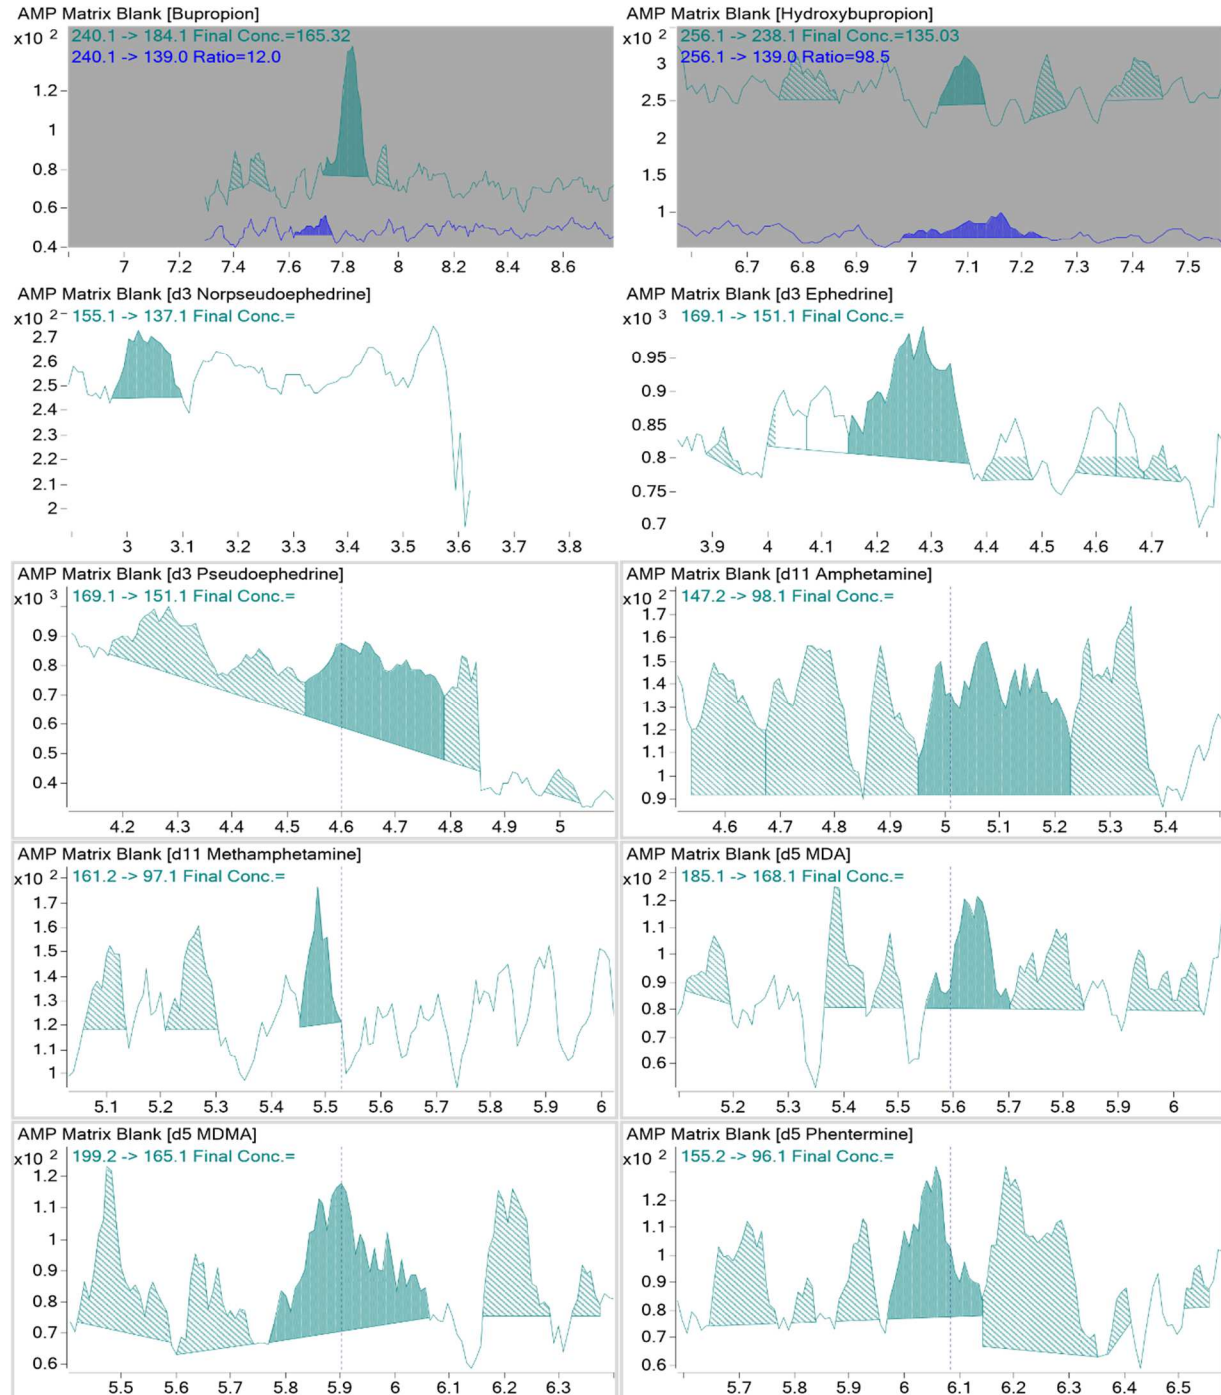 AMP Matrix Blank [Bupropion]
x10 2
240.1 -> 184.1 Final Conc.=165.32
240.1 -> 139.0 Ratio=12.0
1.2
1
0.8
0.6
0.4
7 7.2 7.4 7.6 7.8 8 8.2 8.4 8.6
AMP Matrix Blank [Hydroxybupropion]
x10 2
256.1 -> 238.1 Final Conc.=135.03
256.1 -> 139.0 Ratio=98.5
3
2.5
2
1.5
1
6.7 6.8 6.9 7 7.1 7.2 7.3 7.4 7.5
AMP Matrix Blank [d3 Norpseudoephedrine]
x10 2
155.1 -> 137.1 Final Conc.=
2.7
2.6
2.5
2.4
2.3
2.2
2.1
2
3 3.1 3.2 3.3 3.4 3.5 3.6 3.7 3.8
AMP Matrix Blank [d3 Ephedrine]
x10 3
169.1 -> 151.1 Final Conc.=
0.95
0.9
0.85
0.8
0.75
0.7
3.9 4 4.1 4.2 4.3 4.4 4.5 4.6 4.7
AMP Matrix Blank [d3 Pseudoephedrine]
x10 3
169.1 -> 151.1 Final Conc.=
0.9
0.8
0.7
0.6
0.5
0.4
4.2 4.3 4.4 4.5 4.6 4.7 4.8 4.9 5
AMP Matrix Blank [d11 Amphetamine]
x10 2
147.2 -> 98.1 Final Conc.=
1.7
1.6
1.5
1.4
1.3
1.2
1.1
1
0.9
4.6 4.7 4.8 4.9 5 5.1 5.2 5.3 5.4
AMP Matrix Blank [d11 Methamphetamine]
x10 2
161.2 -> 97.1 Final Conc.=
1.7
1.6
1.5
1.4
1.3
1.2
1.1
1
5.1 5.2 5.3 5.4 5.5 5.6 5.7 5.8 5.9 6
AMP Matrix Blank [d5 MDA]
x10 2
185.1 -> 168.1 Final Conc.=
1.2
1.1
1
0.9
0.8
0.7
0.6
5.2 5.3 5.4 5.5 5.6 5.7 5.8 5.9 6
AMP Matrix Blank [d5 MDMA]
x10 2
199.2 -> 165.1 Final Conc.=
1.2
1.1
1
0.9
0.8
0.7
0.6
5.5 5.6 5.7 5.8 5.9 6 6.1 6.2 6.3
AMP Matrix Blank [d5 Phentermine]
x10 2
155.2 -> 96.1 Final Conc.=
1.2
1.1
1
0.9
0.8
0.7
0.6
5.7 5.8 5.9 6 6.1 6.2 6.3 6.4 6.5